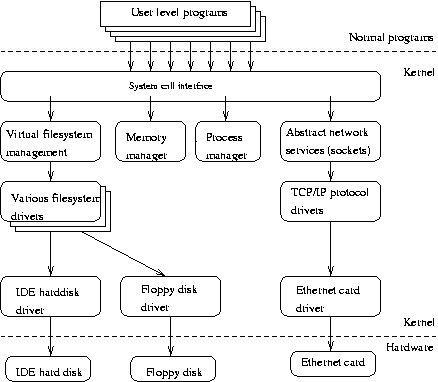 User level programs
Normal programs
Kernel
System call interface
Virtual filesystem
management
Memory
manager
Process
manager
Abstract network
services (sockets)
Various filesystem
drivers
TCP/IP protocol
drivers
IDE harddisk
driver
Floppy disk
driver
Ethernet card
driver
Kernel
Hardware
IDE hard disk
Floppy disk
Ethernet card